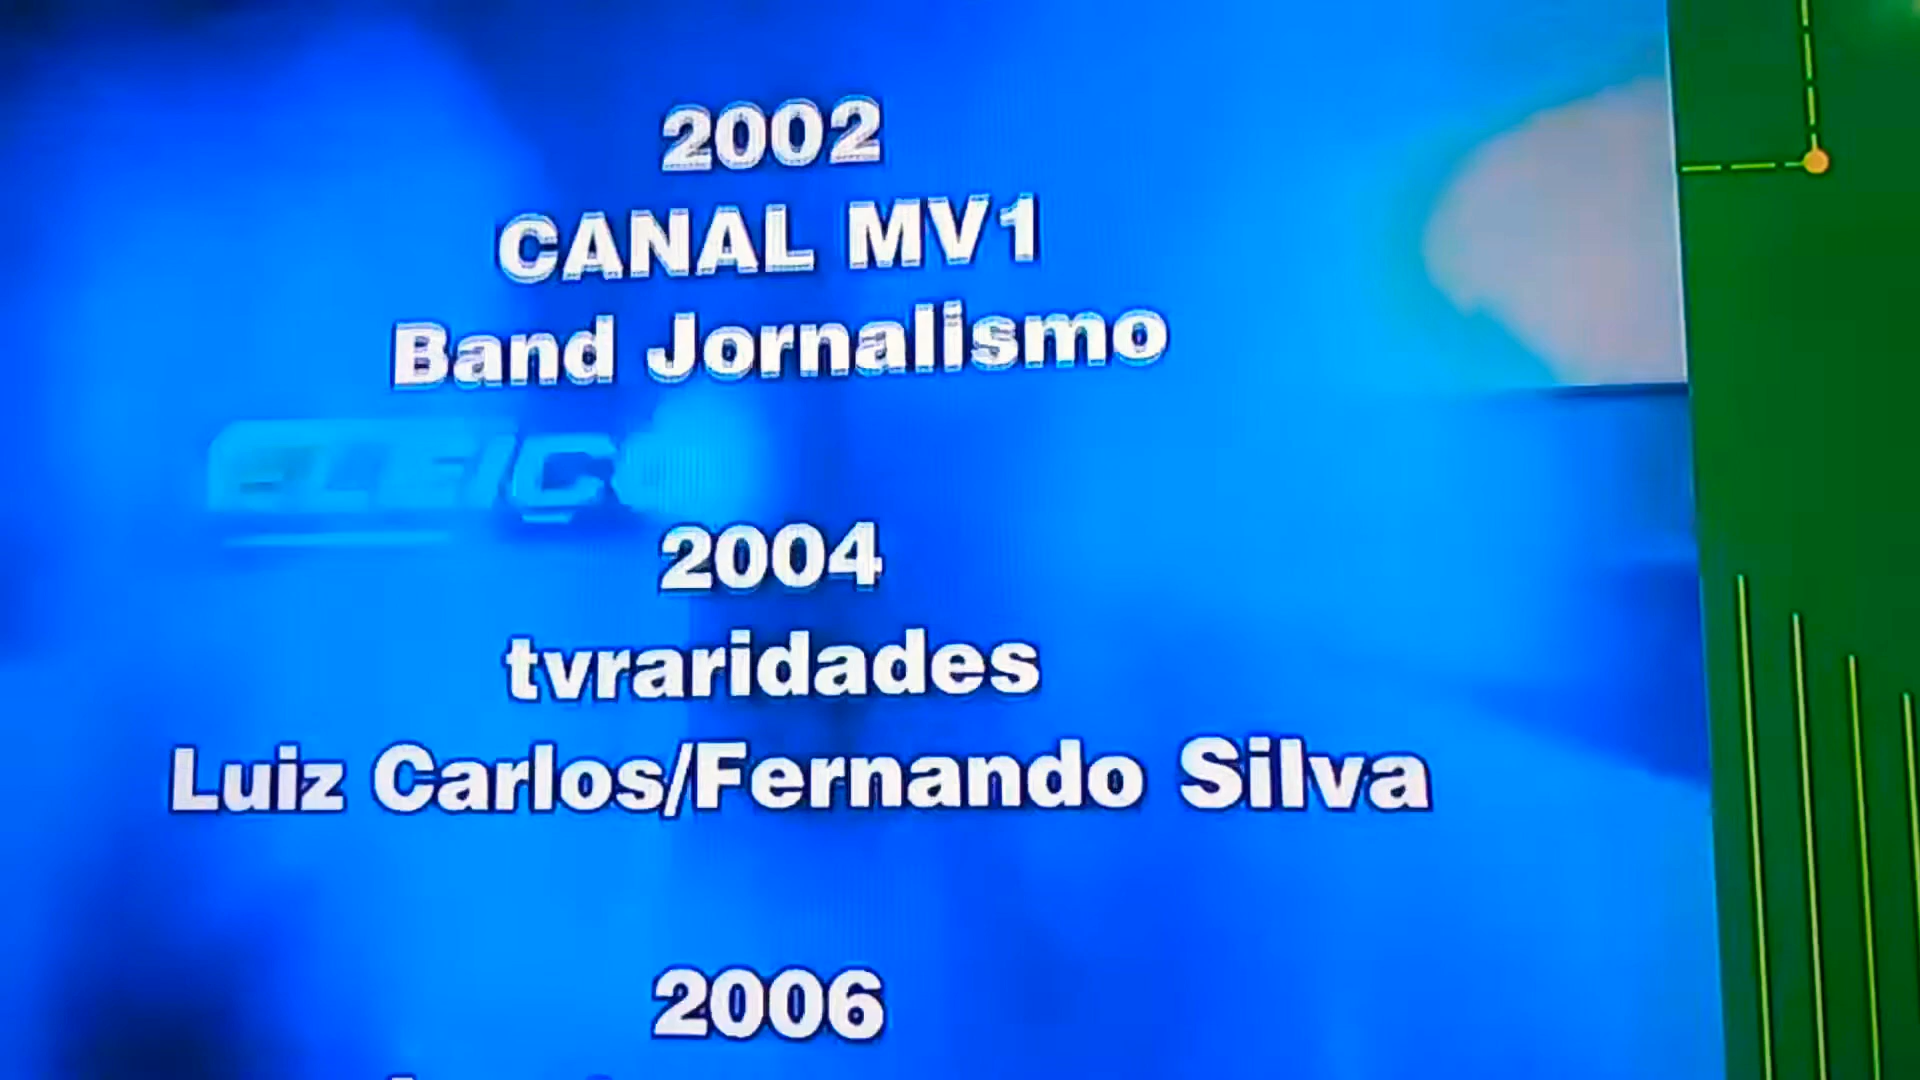 2002
CANAL MV1
Band Jornalismo
2004
tvraridades
Luiz Carlos/Fernando Silva
2006